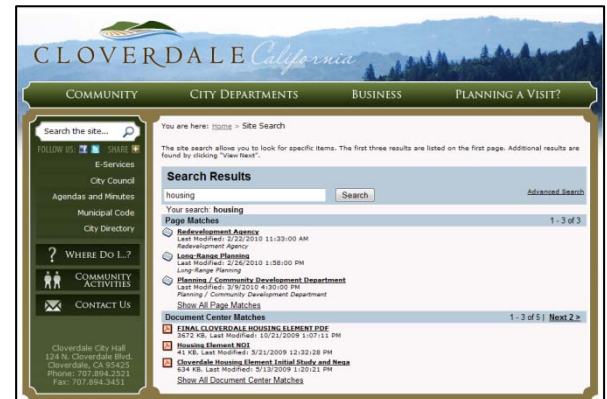 CLOVERDALE California
COMMUNITY CITY DEPARTMENTS BUSINESS PLANNING A VISIT?
Search the site...
FOLLOW US: SHARE
E-Services
City Council
Agendas and Minutes
Municipal Code
City Directory
? WHERE DO I...?
COMMUNITY
ACTIVITIES
CONTACT US
Cloverdale City Hall
124 N. Cloverdale Blvd.
Cloverdale, CA 95425
Phone: 707.894.2521
Fax: 707.894.3451
You are here: Home > Site Search
The site search allows you to look for specific items. The first three results are listed on the first page. Additional results are
found by clicking "View Next".
Search Results
housing Search Advanced Search
Your search: housing
Page Matches 1 - 3 of 3
Redevelopment Agency
Last Modified: 2/22/2010 11:33:00 AM
Redevelopment Agency
Long-Range Planning
Last Modified: 2/26/2010 1:58:00 PM
Long-Range Planning
Planning / Community Development Department
Last Modified: 3/9/2010 4:30:00 PM
Planning / Community Development Department
Show All Page Matches
Document Center Matches 1 - 3 of 5 | Next 2 >
FINAL CLOVERDALE HOUSING ELEMENT PDF
3672 KB, Last Modified: 10/21/2009 1:07:11 PM
Housing Element NOI
41 KB, Last Modified: 5/21/2009 12:32:28 PM
Cloverdale Housing Element Initial Study and Nega
634 KB, Last Modified: 5/13/2009 1:20:21 PM
Show All Document Center Matches